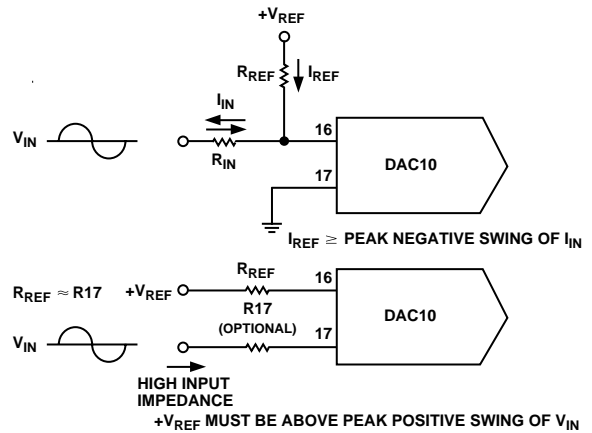 +VREF
RREF
IREF
IIN
VIN
RIN
16
17
DAC10
IREF ≥ PEAK NEGATIVE SWING OF IIN
RREF ≈ R17
+VREF
RREF
16
R17
(OPTIONAL)
17
DAC10
VIN
HIGH INPUT
IMPEDANCE
+VREF MUST BE ABOVE PEAK POSITIVE SWING OF VIN